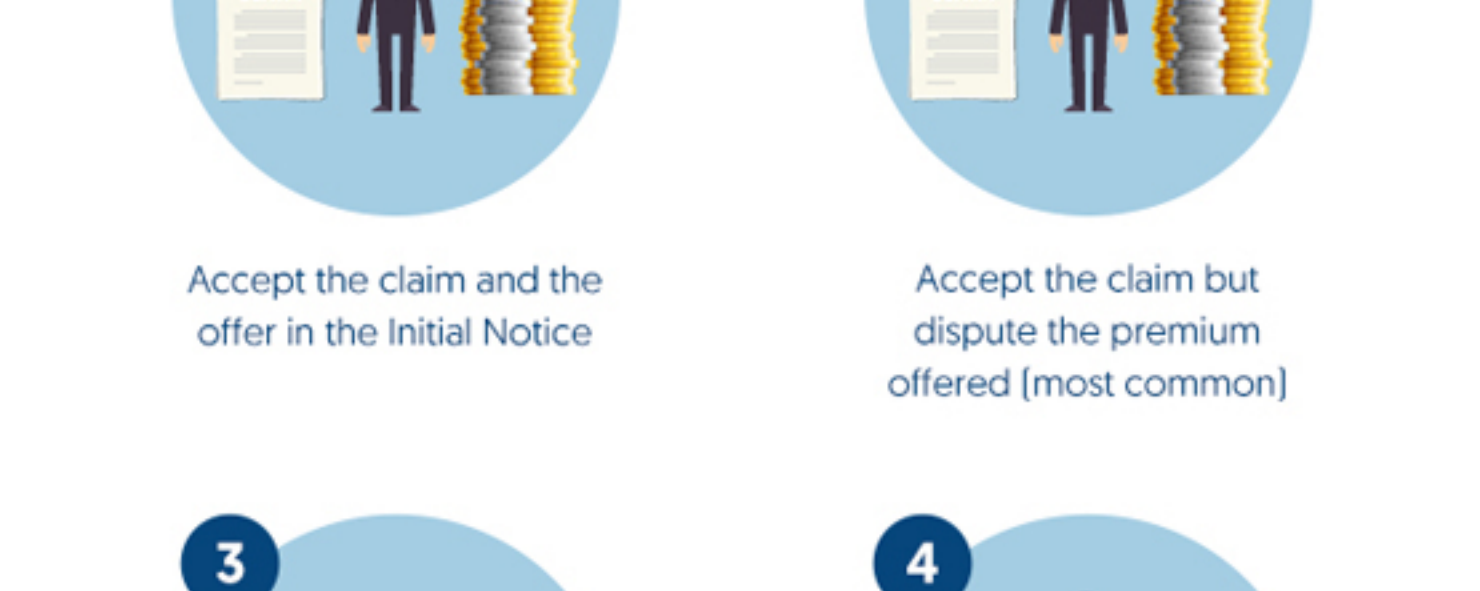 Accept the claim and the
offer in the Initial Notice
Accept the claim but
dispute the premium
offered (most common)
3
4